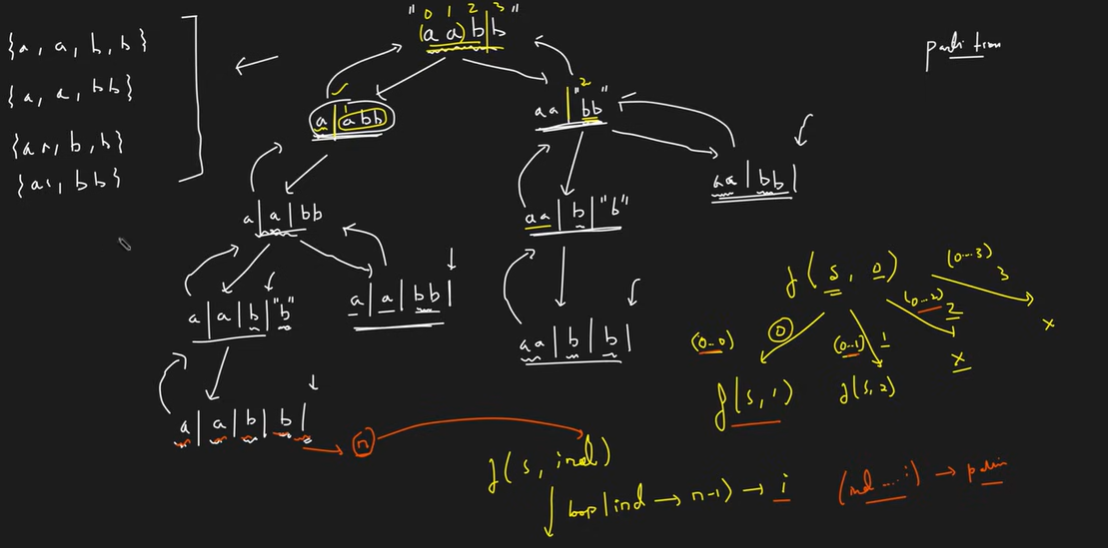 " 0 1 2 3 "
(a a) b | b
partition
{a, a, b, b}
{a, a, bb}
{aa, b, b}
{aa, bb}
a | abb
1
2
aa | "bb"
a | a | bb
aa | b | "b"
aa | bb |
a | a | b | "b"
a | a | bb |
aa | b | b |
a | a | b | b |
n
f(s, 0)
(0...3)
3
(0...2)
2
(0..0)
0
(0..1)
1
x
x
f(s, 1)
f(s, 2)
f(s, ind)
loop (ind → n-1) → i
(ind ... i) → palin